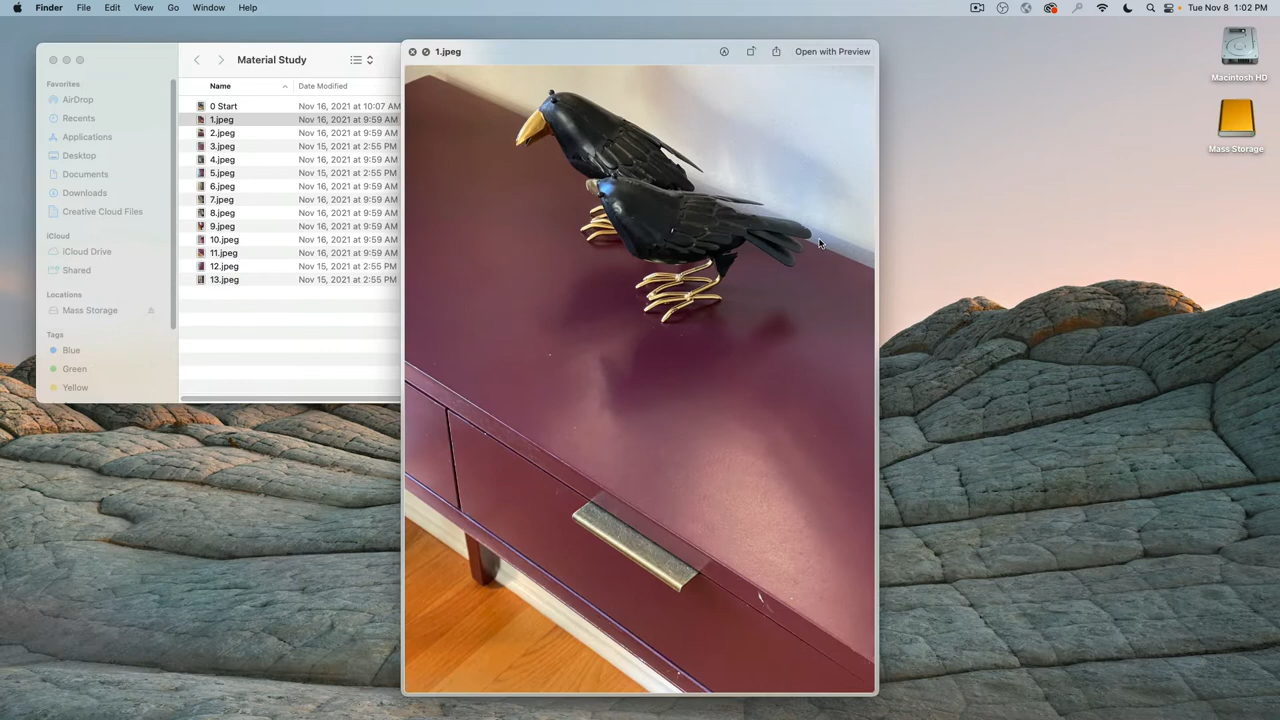 Finder File Edit View Go Window Help Tue Nov 8 1:02 PM
Material Study
1.jpeg
Open with Preview
Favorites
AirDrop
Recents
Applications
Desktop
Documents
Downloads
Creative Cloud Files
iCloud
iCloud Drive
Shared
Locations
Mass Storage
Tags
Blue
Green
Yellow
Name Date Modified
0 Start Nov 16, 2021 at 10:07 AM
1.jpeg Nov 16, 2021 at 9:59 AM
2.jpeg Nov 16, 2021 at 9:59 AM
3.jpeg Nov 15, 2021 at 2:55 PM
4.jpeg Nov 16, 2021 at 9:59 AM
5.jpeg Nov 15, 2021 at 2:55 PM
6.jpeg Nov 16, 2021 at 9:59 AM
7.jpeg Nov 16, 2021 at 9:59 AM
8.jpeg Nov 16, 2021 at 9:59 AM
9.jpeg Nov 16, 2021 at 9:59 AM
10.jpeg Nov 16, 2021 at 9:59 AM
11.jpeg Nov 16, 2021 at 9:59 AM
12.jpeg Nov 15, 2021 at 2:55 PM
13.jpeg Nov 15, 2021 at 2:55 PM
Macintosh HD
Mass Storage